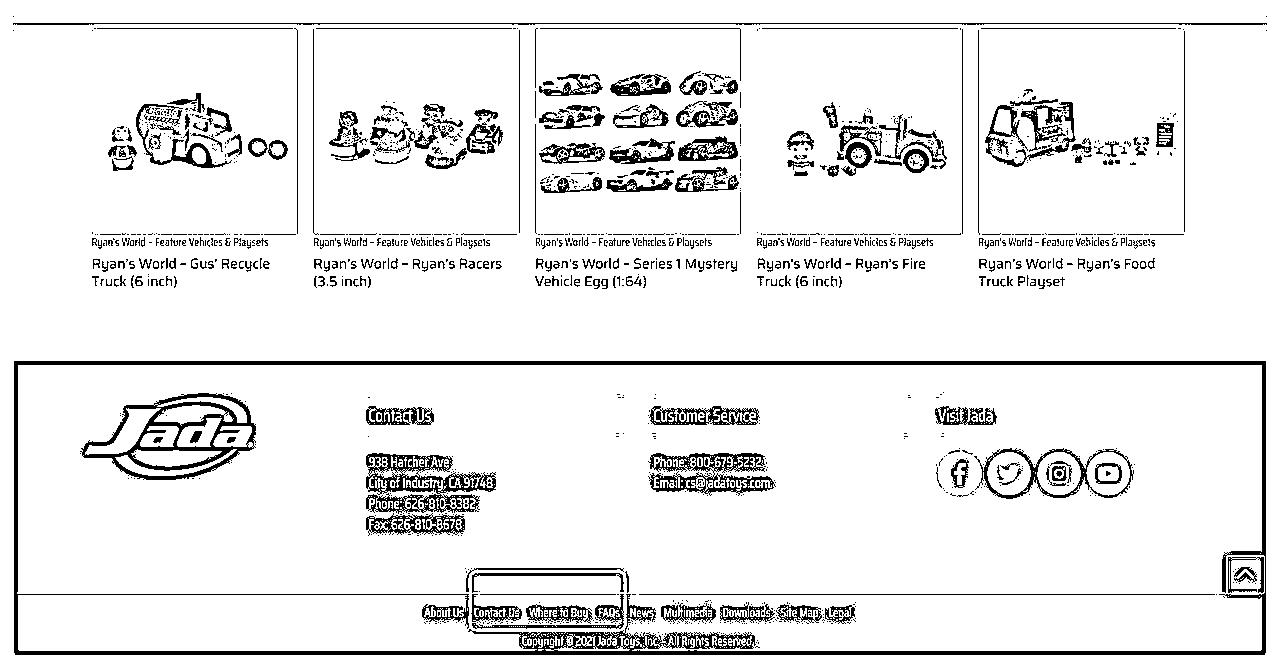 Ryan's World – Feature Vehicles & Playsets
Ryan's World – Gus' Recycle
Truck (6 inch)
Ryan's World – Feature Vehicles & Playsets
Ryan's World – Ryan's Racers
(3.5 inch)
Ryan's World – Feature Vehicles & Playsets
Ryan's World – Series 1 Mystery
Vehicle Egg (1:64)
Ryan's World – Feature Vehicles & Playsets
Ryan's World – Ryan's Fire
Truck (6 inch)
Ryan's World – Feature Vehicles & Playsets
Ryan's World – Ryan's Food
Truck Playset
Jada
Contact Us
938 Hatcher Ave
City of Industry, CA 91748
Phone: 626-810-8382
Fax: 626-810-8678
Customer Service
Phone: 800-679-5232
Email: cs@jadatoys.com
Visit Jada
About Us Contact Us Where to Buy FAQs News Multimedia Downloads Site Map Legal
Copyright © 2021 Jada Toys, Inc. - All Rights Reserved.